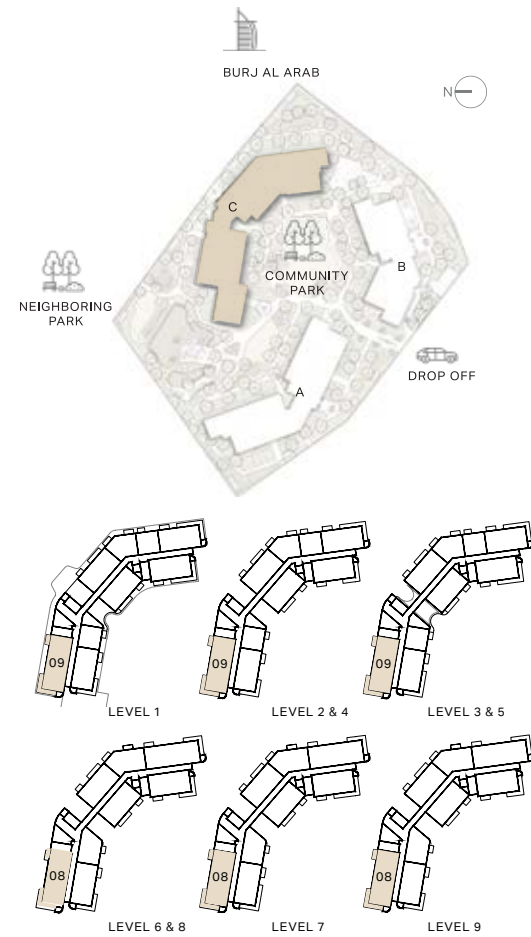 BURJ AL ARAB
N
C
COMMUNITY
PARK
B
NEIGHBORING
PARK
DROP OFF
A
09
LEVEL 1
09
LEVEL 2 & 4
09
LEVEL 3 & 5
08
LEVEL 6 & 8
08
LEVEL 7
08
LEVEL 9